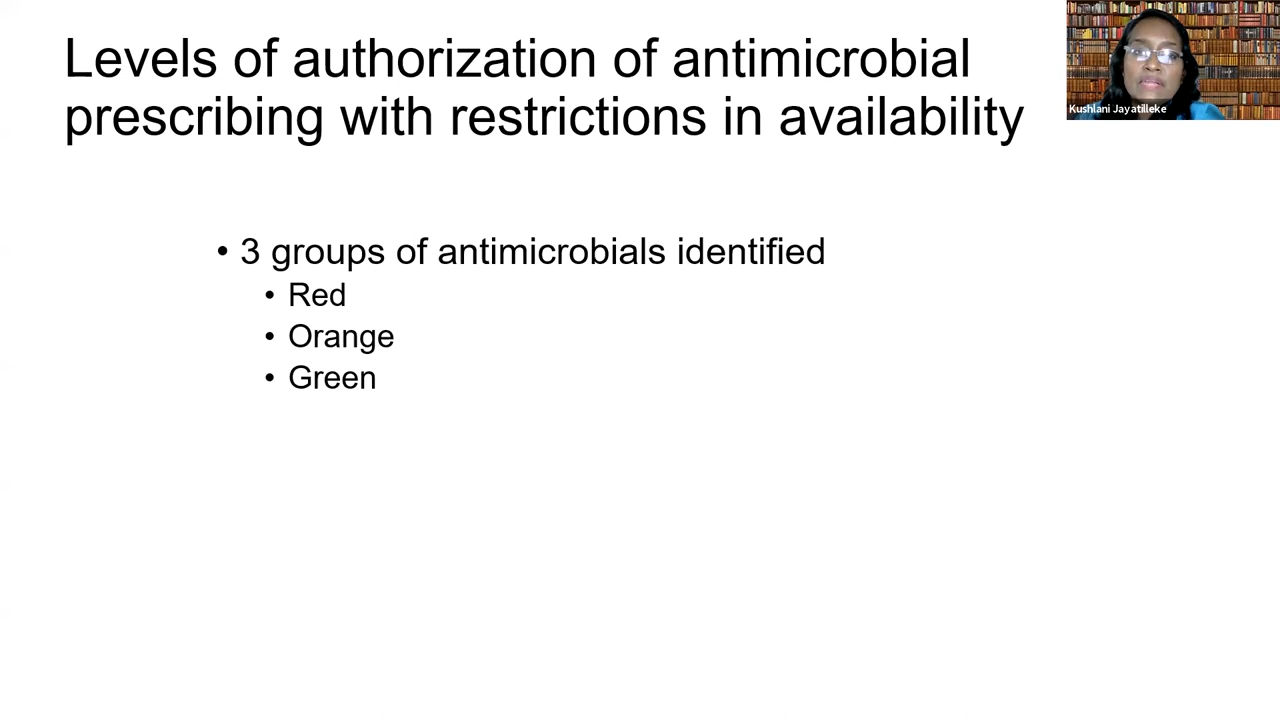 Levels of authorization of antimicrobial
prescribing with restrictions in availability
Kushlani Jayatilleke
• 3 groups of antimicrobials identified
• Red
• Orange
• Green